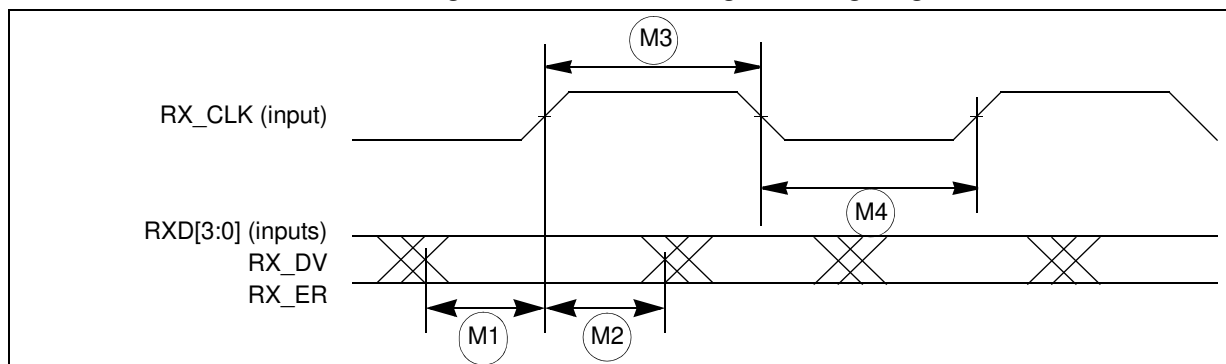 M3
RX_CLK (input)
M4
RXD[3:0] (inputs)
RX_DV
RX_ER
M1
M2